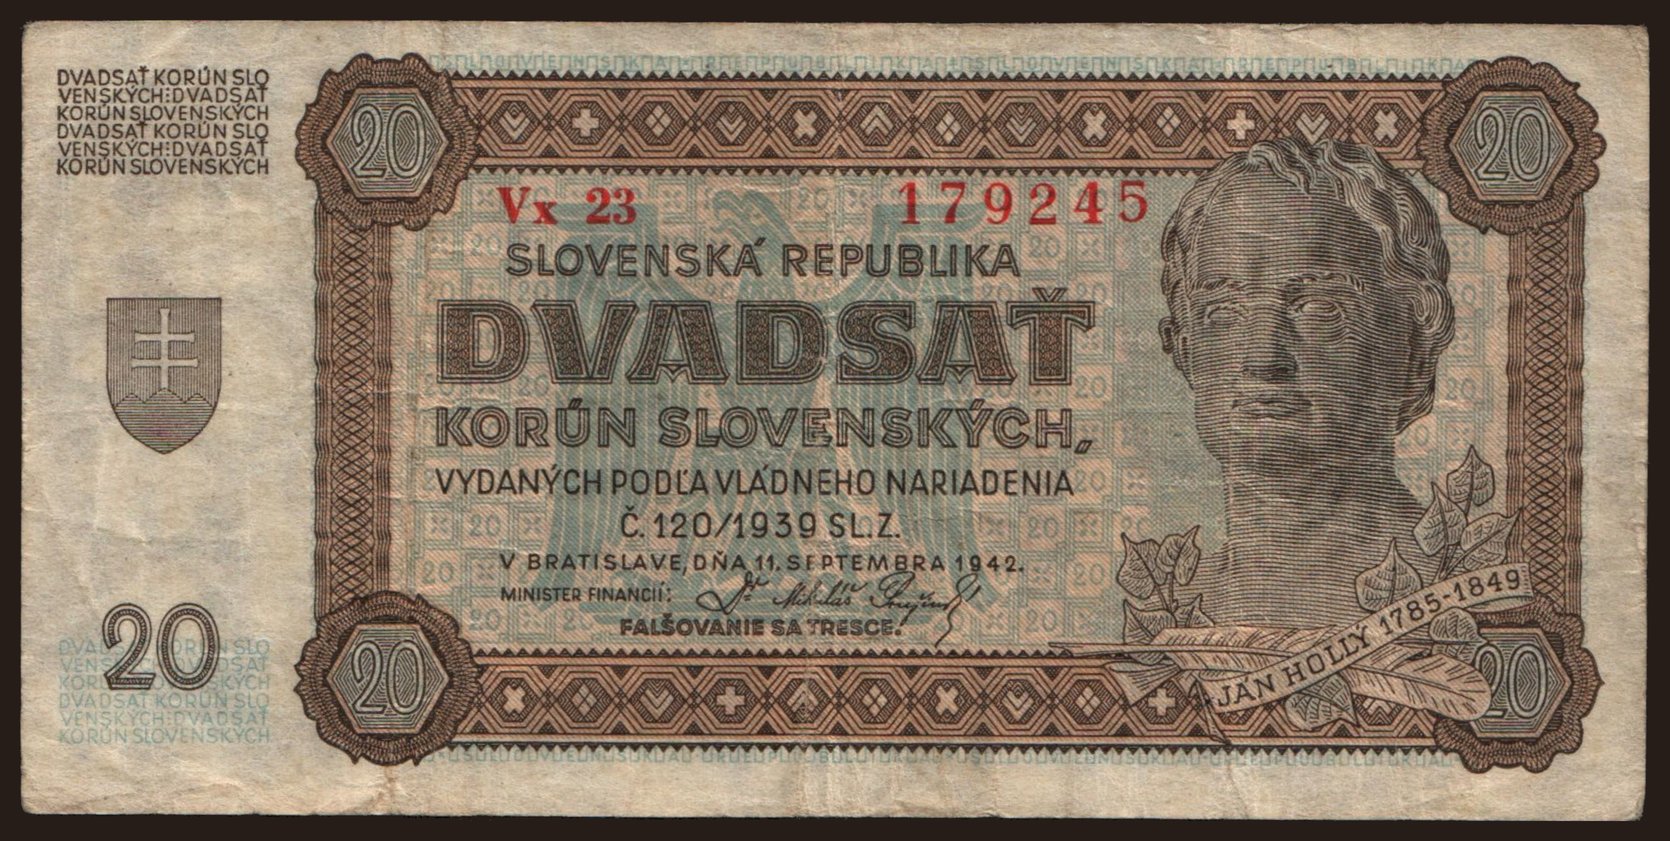 DVADSAŤ KORÚN SLO
VENSKÝCH:DVADSAŤ
KORÚN SLOVENSKÝCH
DVADSAŤ KORÚN SLO
VENSKÝCH:DVADSAŤ
KORÚN SLOVENSKÝCH
20
20
Vx 23 179245
SLOVENSKÁ REPUBLIKA
DVADSAŤ
KORÚN SLOVENSKÝCH,
VYDANÝCH PODĽA VLÁDNEHO NARIADENIA
Č. 120/1939 SL. Z.
V BRATISLAVE, DŇA 11. SEPTEMBRA 1942.
MINISTER FINANCIÍ: Dr. Mikuláš Pružinský
FALŠOVANIE SA TRESCE.
JÁN HOLLÝ 1785-1849
20
DVADSAŤ KORÚN SLO
VENSKÝCH:DVADSAŤ
KORÚN SLOVENSKÝCH
DVADSAŤ KORÚN SLO
VENSKÝCH:DVADSAŤ
KORÚN SLOVENSKÝCH
20
20